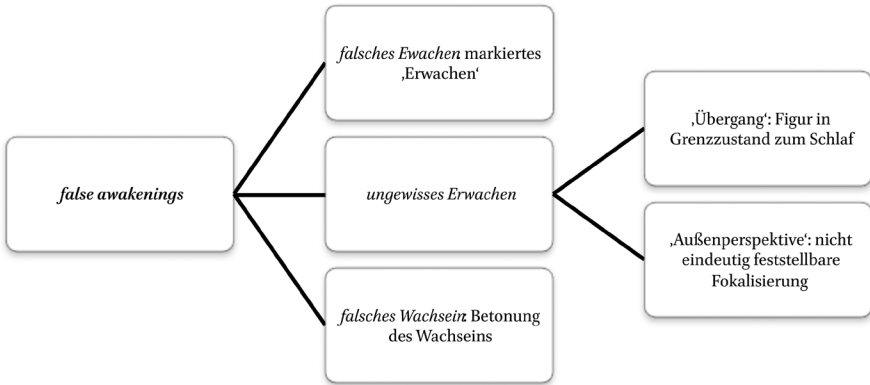 false awakenings
falsches Ewachen: markiertes
‚Erwachen‘
ungewisses Erwachen
falsches Wachsein: Betonung
des Wachseins
‚Übergang‘: Figur in
Grenzzustand zum Schlaf
‚Außenperspektive‘: nicht
eindeutig feststellbare
Fokalisierung